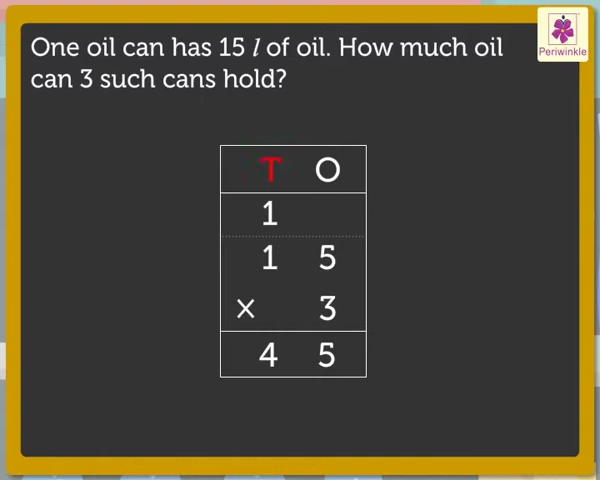 One oil can has 15 l of oil. How much oil
can 3 such cans hold?
Periwinkle
T O
1
1 5
× 3
4 5